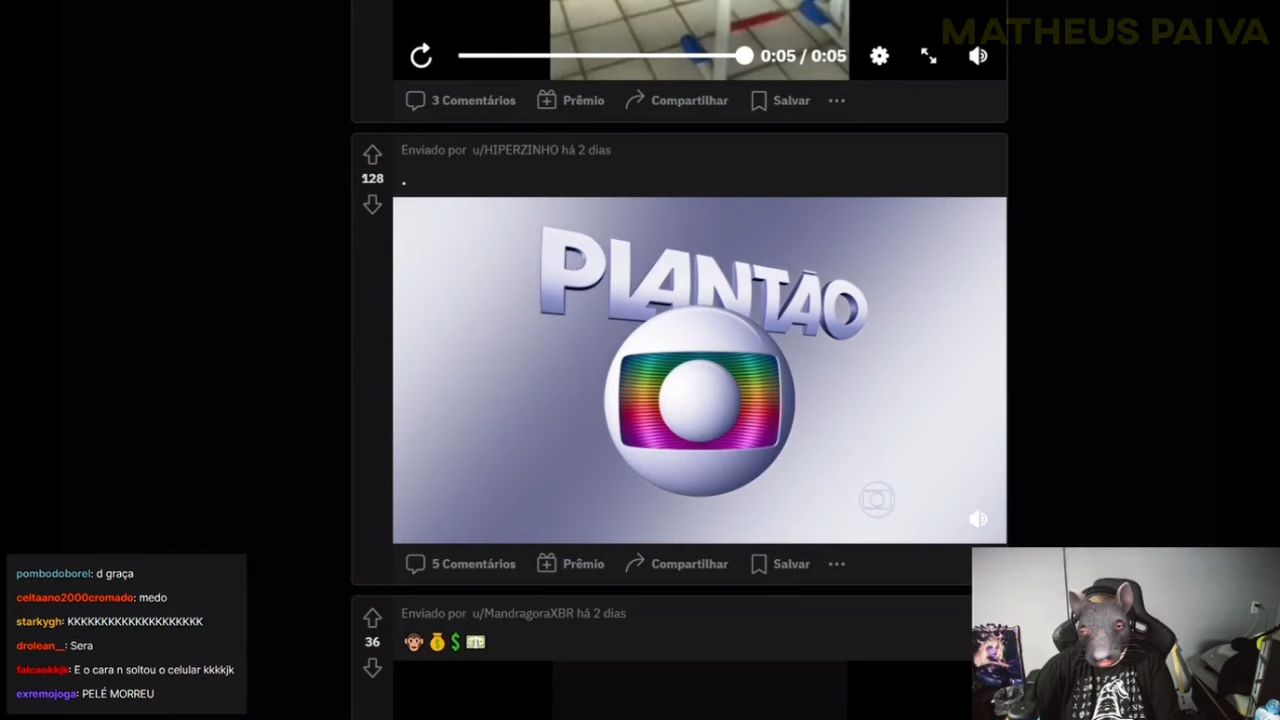 MATHEUS PAIVA
0:05 / 0:05
3 Comentários Prêmio Compartilhar Salvar
Enviado por u/HIPERZINHO há 2 dias
128
.
PLANTÃO
5 Comentários Prêmio Compartilhar Salvar
Enviado por u/MandragoraXBR há 2 dias
36
🐵💰💲💵
pombodoborel: d graça
celtaano2000cromado: medo
starkygh: KKKKKKKKKKKKKKKKKKKK
drolean__: Sera
falcaokkjk: E o cara n soltou o celular kkkkjk
exremojoga: PELÉ MORREU